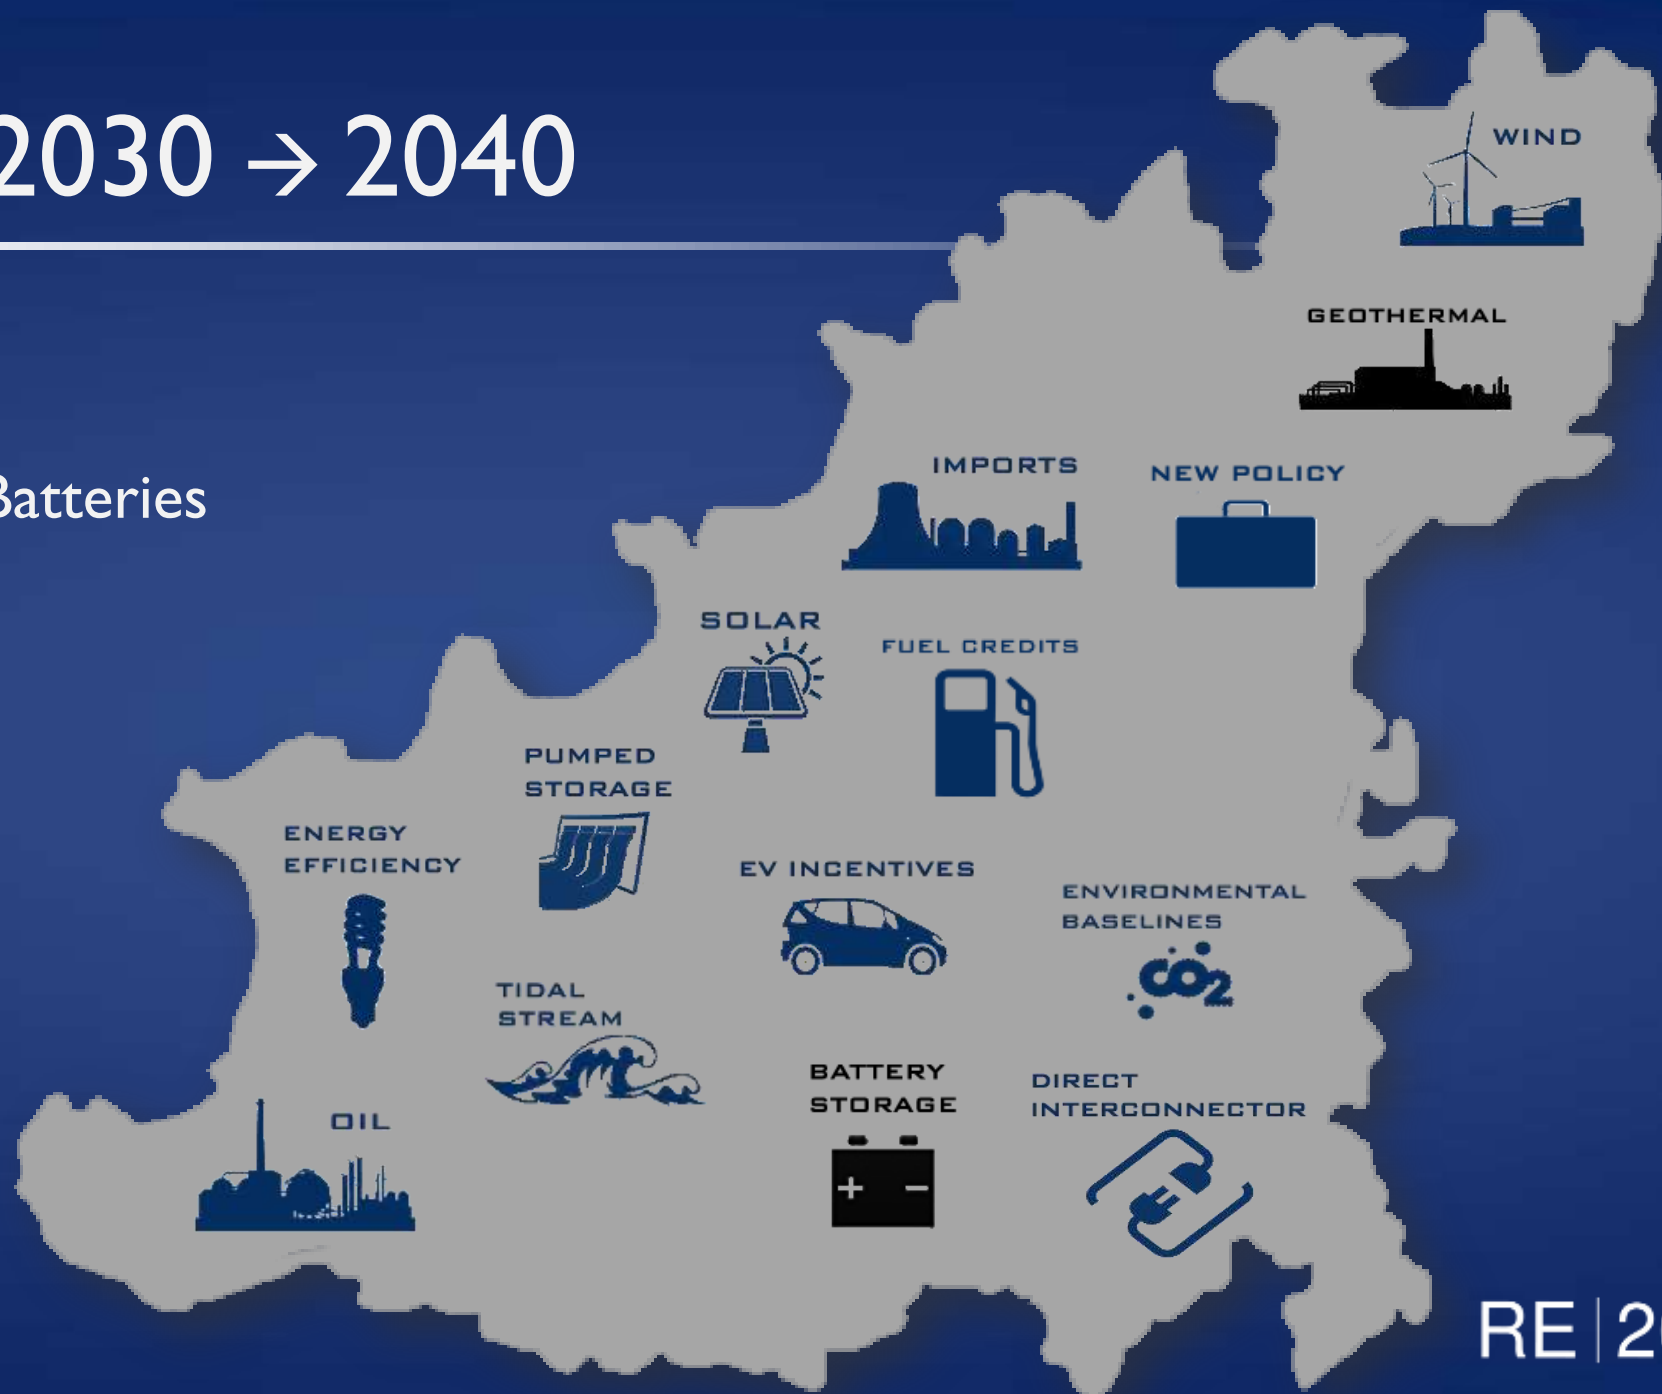 2030 → 2040
Batteries
WIND
GEOTHERMAL
IMPORTS
NEW POLICY
SOLAR
FUEL CREDITS
PUMPED
STORAGE
ENERGY
EFFICIENCY
EV INCENTIVES
ENVIRONMENTAL
BASELINES
CO2
TIDAL
STREAM
BATTERY
STORAGE
+ −
DIRECT
INTERCONNECTOR
OIL
RE | 2